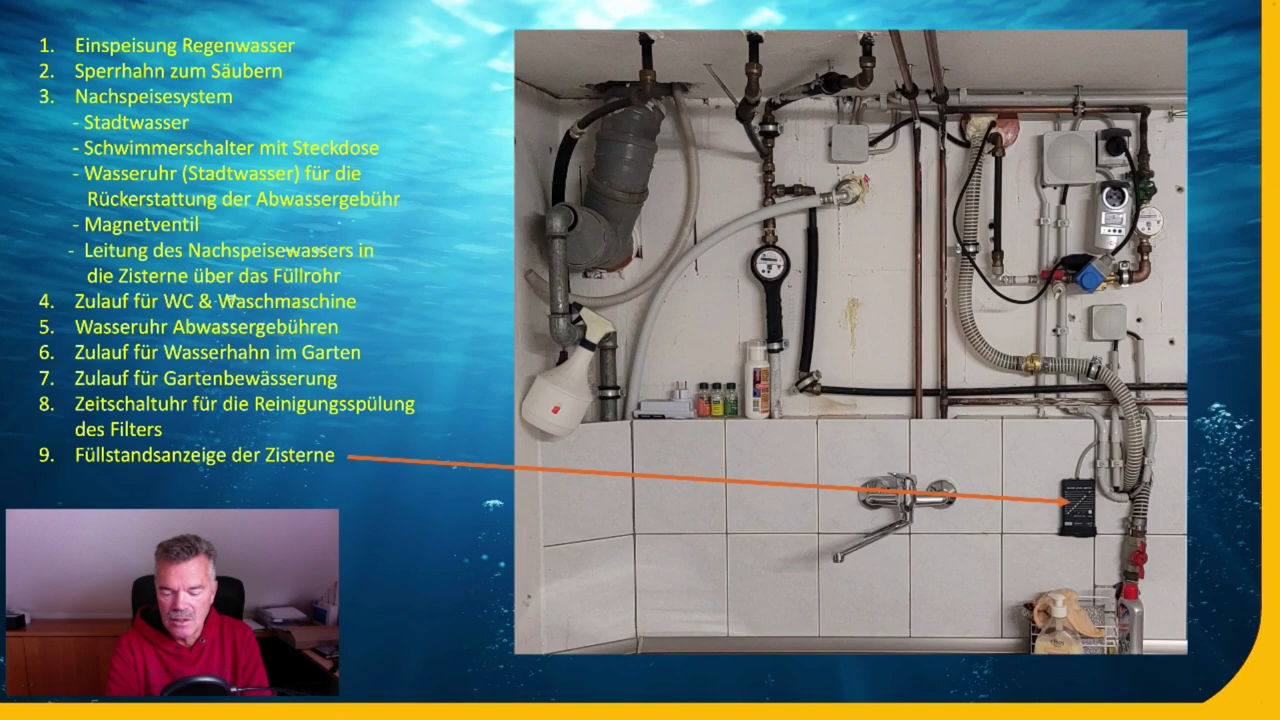 1. Einspeisung Regenwasser
2. Sperrhahn zum Säubern
3. Nachspeisesystem
- Stadtwasser
- Schwimmerschalter mit Steckdose
- Wasseruhr (Stadtwasser) für die
Rückerstattung der Abwassergebühr
- Magnetventil
- Leitung des Nachspeisewassers in
die Zisterne über das Füllrohr
4. Zulauf für WC & Waschmaschine
5. Wasseruhr Abwassergebühren
6. Zulauf für Wasserhahn im Garten
7. Zulauf für Gartenbewässerung
8. Zeitschaltuhr für die Reinigungsspülung
des Filters
9. Füllstandsanzeige der Zisterne